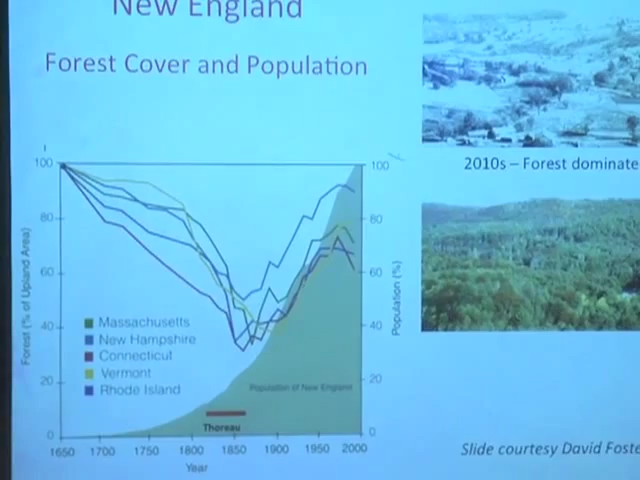 New England
Forest Cover and Population
100
80
60
40
20
0
Forest (% of Upland Area)
100
80
60
40
20
0
Population (%)
Massachusetts
New Hampshire
Connecticut
Vermont
Rhode Island
Population of New England
Thoreau
1650 1700 1750 1800 1850 1900 1950 2000
Year
2010s – Forest dominate
Slide courtesy David Foste